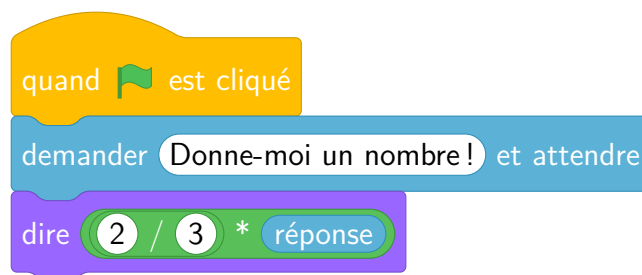 quand est cliqué
demander Donne-moi un nombre ! et attendre
dire 2 / 3 * réponse